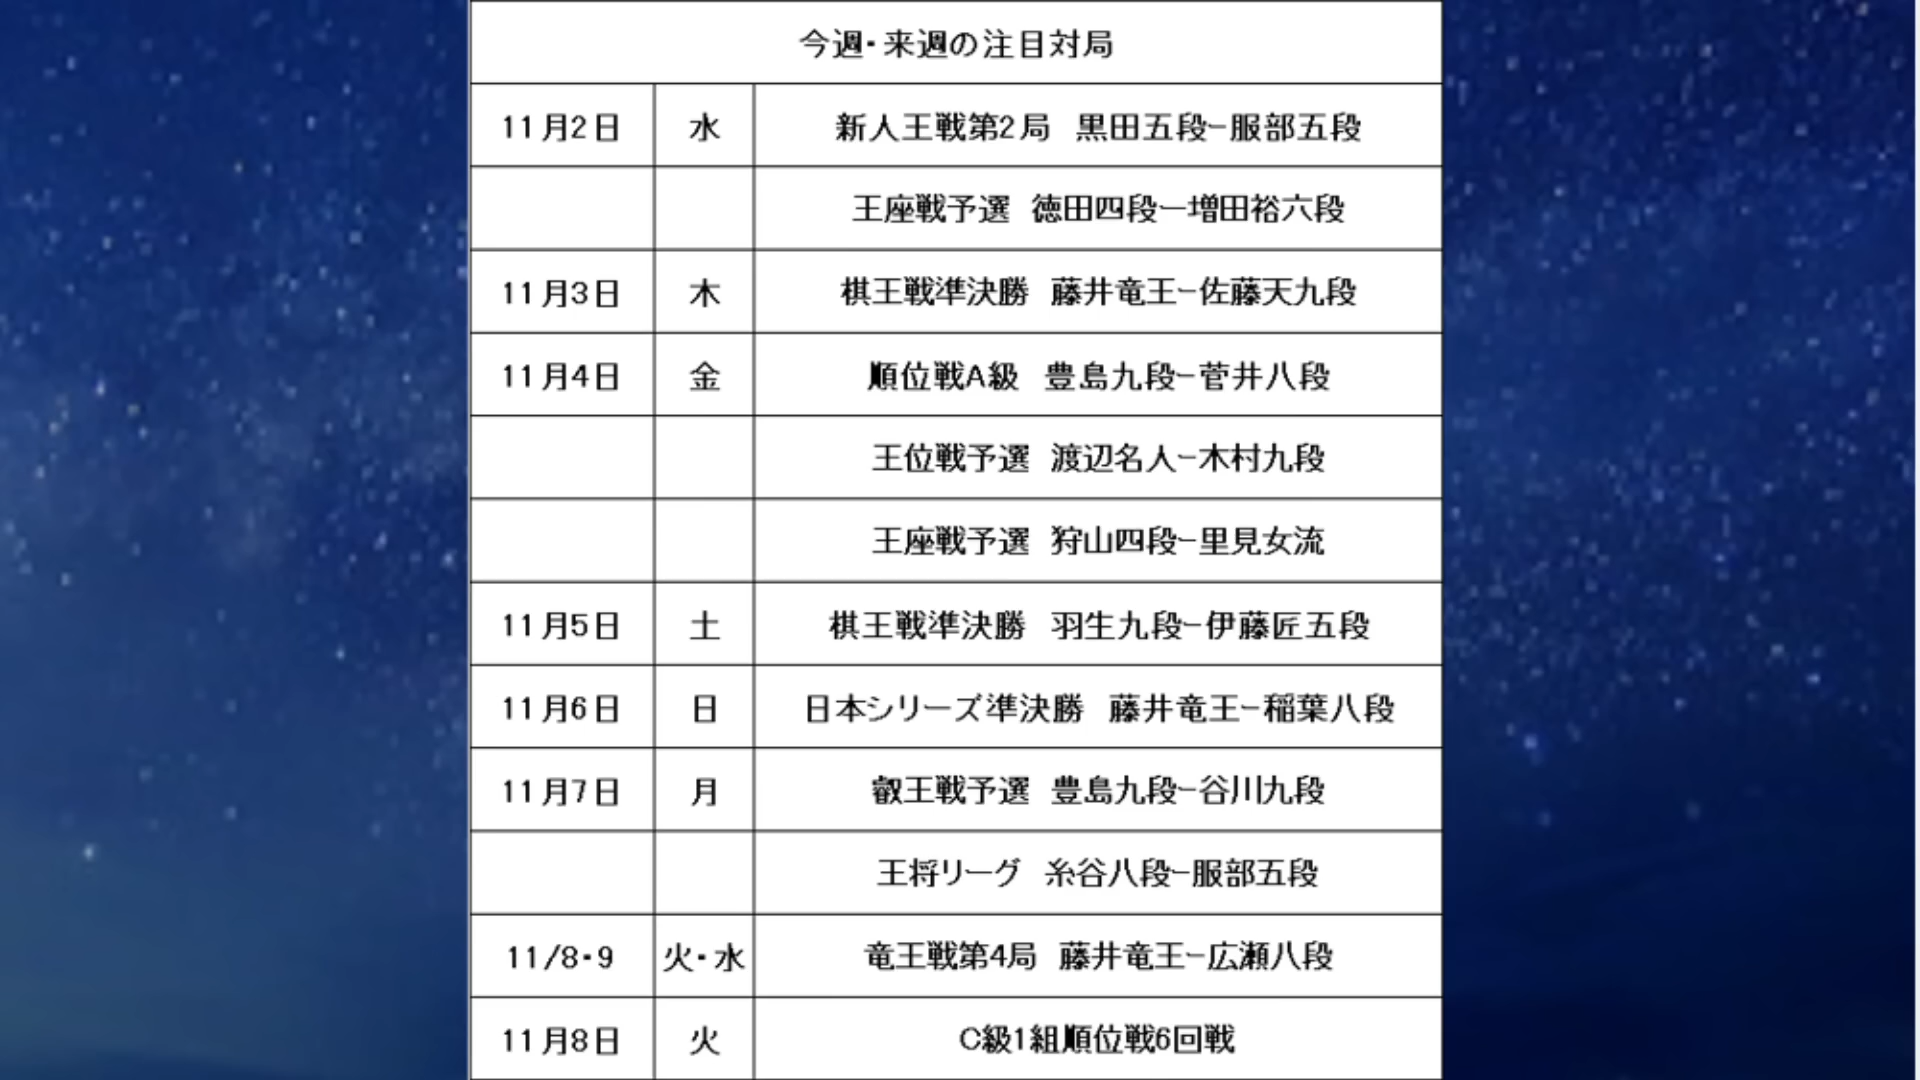 今週・来週の注目対局
11月2日 水 新人王戦第2局 黒田五段-服部五段
王座戦予選 徳田四段ー増田裕六段
11月3日 木 棋王戦準決勝 藤井竜王-佐藤天九段
11月4日 金 順位戦A級 豊島九段-菅井八段
王位戦予選 渡辺名人-木村九段
王座戦予選 狩山四段-里見女流
11月5日 土 棋王戦準決勝 羽生九段-伊藤匠五段
11月6日 日 日本シリーズ準決勝 藤井竜王-稲葉八段
11月7日 月 叡王戦予選 豊島九段-谷川九段
王将リーグ 糸谷八段-服部五段
11/8・9 火・水 竜王戦第4局 藤井竜王-広瀬八段
11月8日 火 C級1組順位戦6回戦